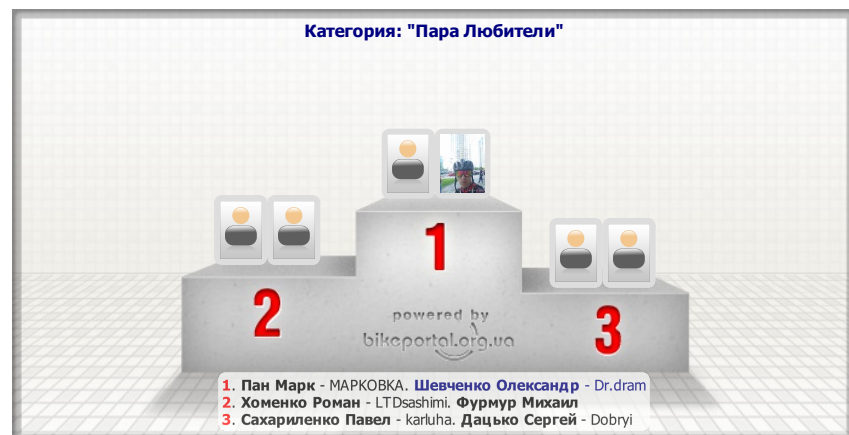 Категория: "Пара Любители"
1
2
3
powered by
bikeportal.org.ua
1. Пан Марк - МАРКОВКА. Шевченко Олександр - Dr.dram
2. Хоменко Роман - LTDsashimi. Фурмур Михаил
3. Сахариленко Павел - karluha. Дацько Сергей - Dobryi